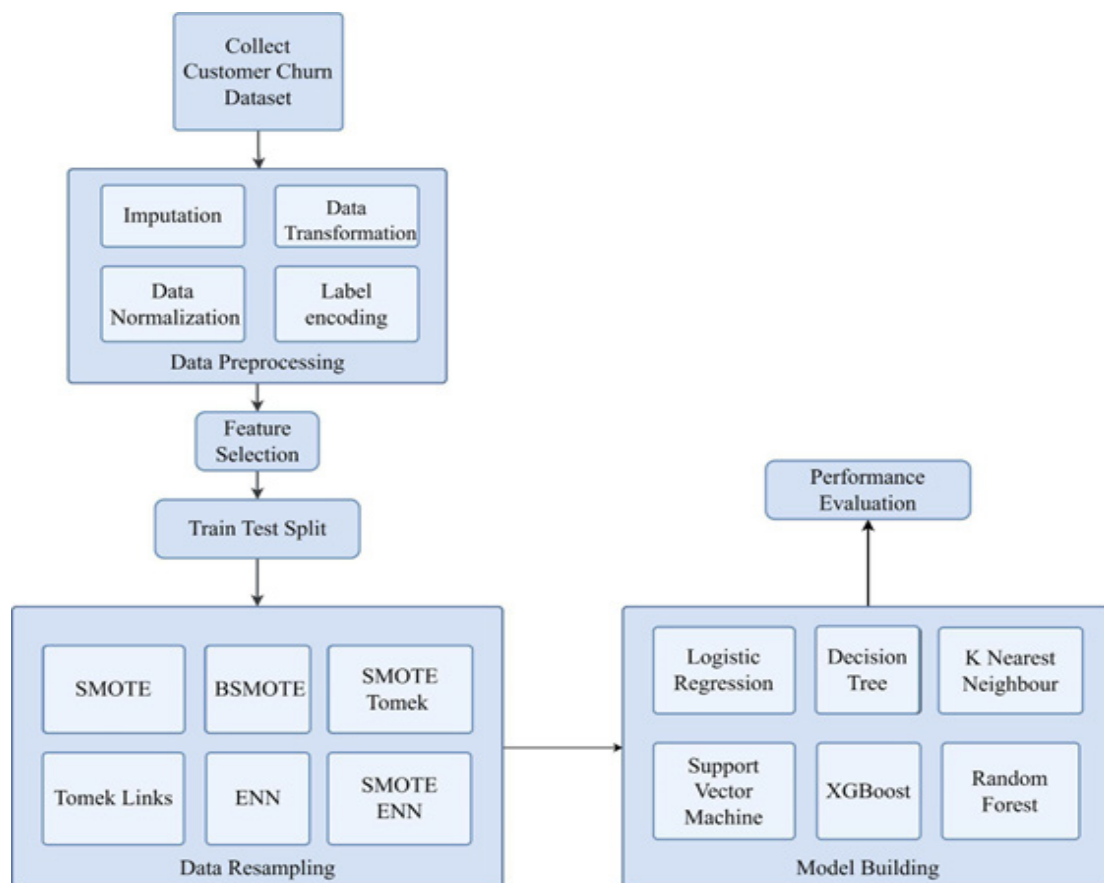 Collect
Customer Churn
Dataset
Imputation
Data
Transformation
Data
Normalization
Label
encoding
Data Preprocessing
Feature
Selection
Train Test Split
SMOTE
BSMOTE
SMOTE
Tomek
Tomek Links
ENN
SMOTE
ENN
Data Resampling
Performance
Evaluation
Logistic
Regression
Decision
Tree
K Nearest
Neighbour
Support
Vector
Machine
XGBoost
Random
Forest
Model Building